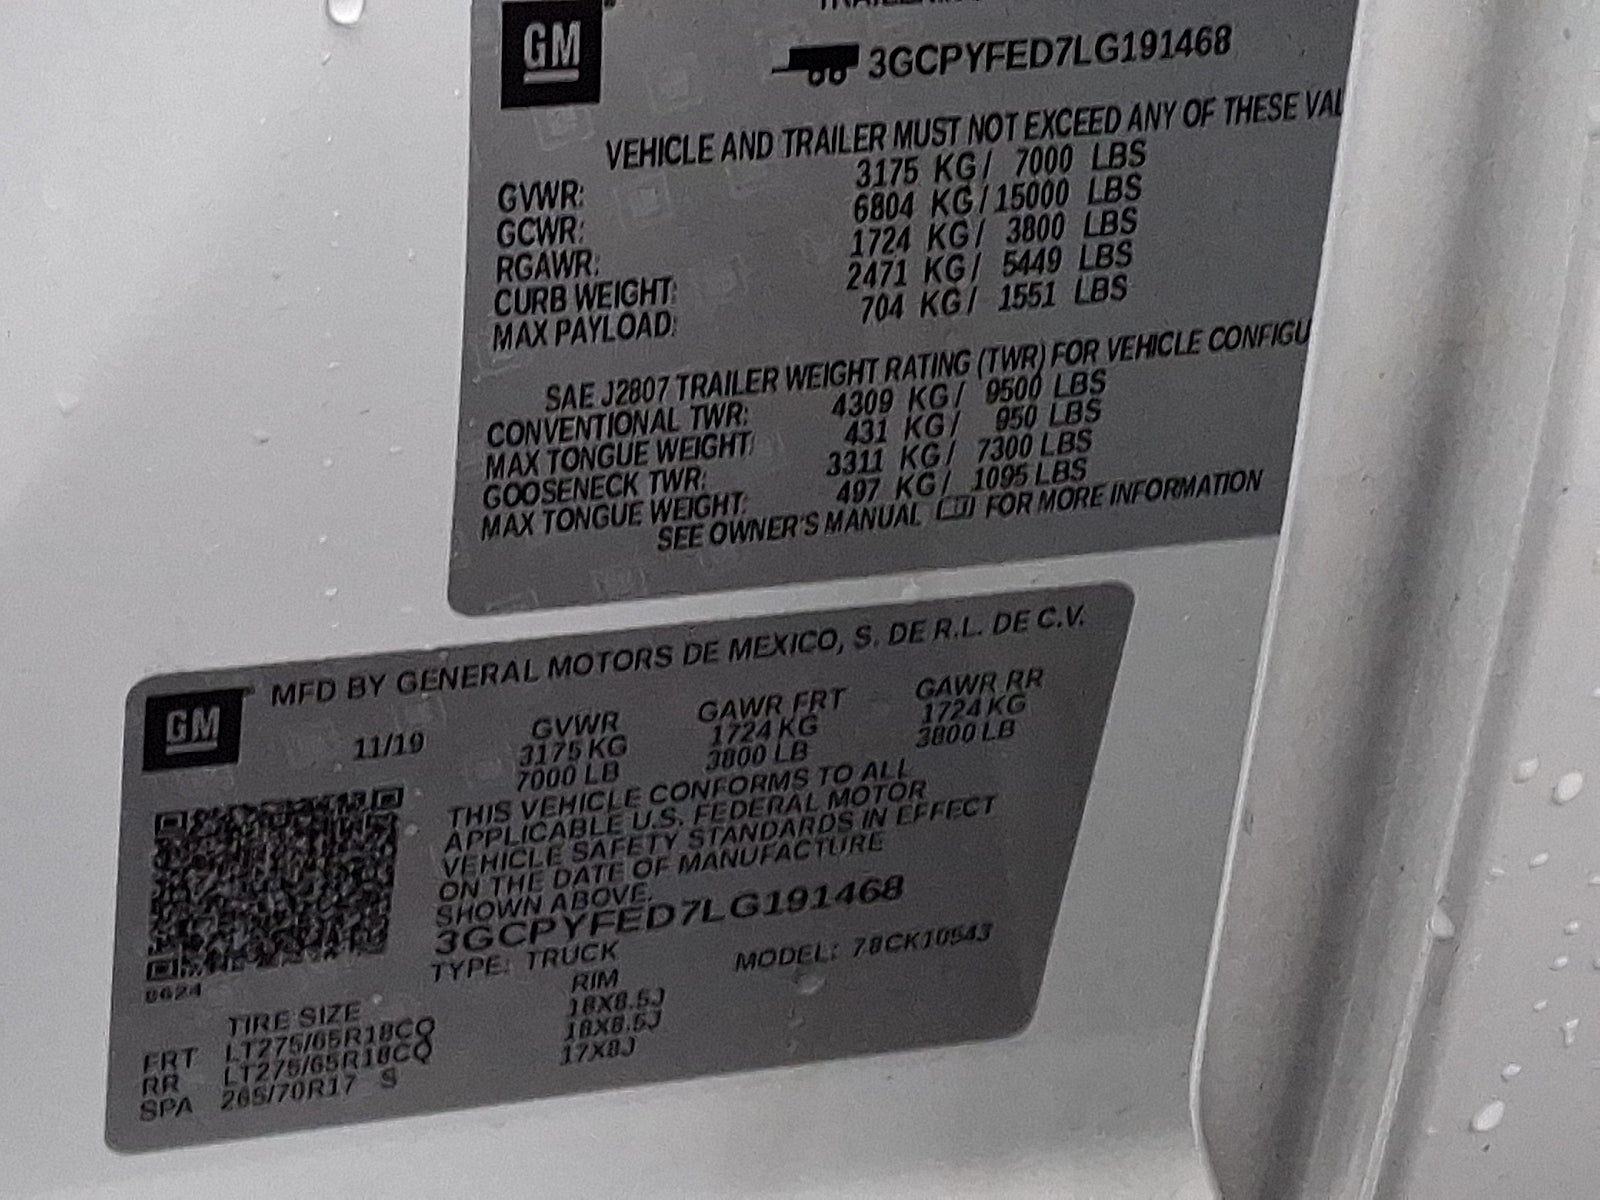 GM
3GCPYFED7LG191468
VEHICLE AND TRAILER MUST NOT EXCEED ANY OF THESE VAL
GVWR: 3175 KG/ 7000 LBS
GCWR: 6804 KG/15000 LBS
RGAWR: 1724 KG/ 3800 LBS
CURB WEIGHT: 2471 KG/ 5449 LBS
MAX PAYLOAD: 704 KG/ 1551 LBS
SAE J2807 TRAILER WEIGHT RATING (TWR) FOR VEHICLE CONFIGU
CONVENTIONAL TWR: 4309 KG/ 9500 LBS
MAX TONGUE WEIGHT: 431 KG/ 950 LBS
GOOSENECK TWR: 3311 KG/ 7300 LBS
MAX TONGUE WEIGHT: 497 KG/ 1095 LBS
SEE OWNER'S MANUAL FOR MORE INFORMATION
GM MFD BY GENERAL MOTORS DE MEXICO, S. DE R.L. DE C.V.
11/19 GVWR GAWR FRT GAWR RR
3175 KG 1724 KG 1724 KG
7000 LB 3800 LB 3800 LB
THIS VEHICLE CONFORMS TO ALL
APPLICABLE U.S. FEDERAL MOTOR
VEHICLE SAFETY STANDARDS IN EFFECT
ON THE DATE OF MANUFACTURE
SHOWN ABOVE.
3GCPYFED7LG191468
TYPE: TRUCK MODEL: 78CK10543
0624
TIRE SIZE RIM
FRT LT275/65R18CQ 18X8.5J
RR LT275/65R18CQ 18X8.5J
SPA 265/70R17 S 17X8J